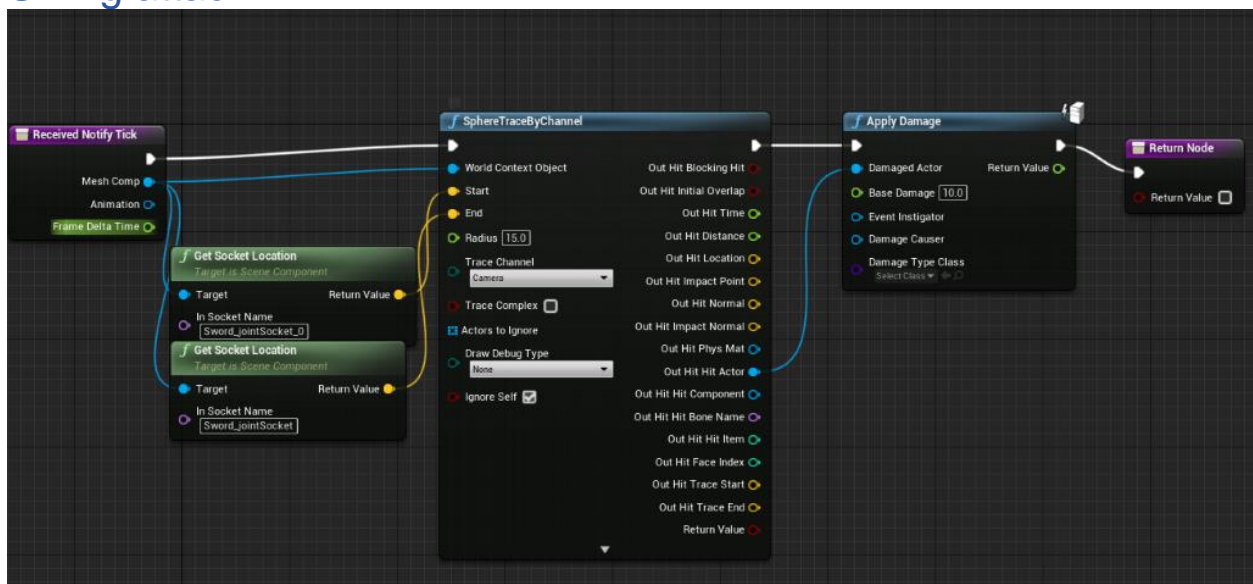 Received Notify Tick
Mesh Comp
Animation
Frame Delta Time
Get Socket Location
Target is Scene Component
Target Return Value
In Socket Name
Sword_jointSocket_0
Get Socket Location
Target is Scene Component
Target Return Value
In Socket Name
Sword_jointSocket
SphereTraceByChannel
World Context Object Out Hit Blocking Hit
Start Out Hit Initial Overlap
End Out Hit Time
Radius 15.0 Out Hit Distance
Trace Channel Out Hit Location
Camera Out Hit Impact Point
Trace Complex Out Hit Normal
Actors to Ignore Out Hit Impact Normal
Draw Debug Type Out Hit Phys Mat
None Out Hit Hit Actor
Ignore Self Out Hit Hit Component
Out Hit Hit Bone Name
Out Hit Hit Item
Out Hit Face Index
Out Hit Trace Start
Out Hit Trace End
Return Value
Apply Damage
Damaged Actor Return Value
Base Damage 10.0
Event Instigator
Damage Causer
Damage Type Class
Select Class
Return Node
Return Value